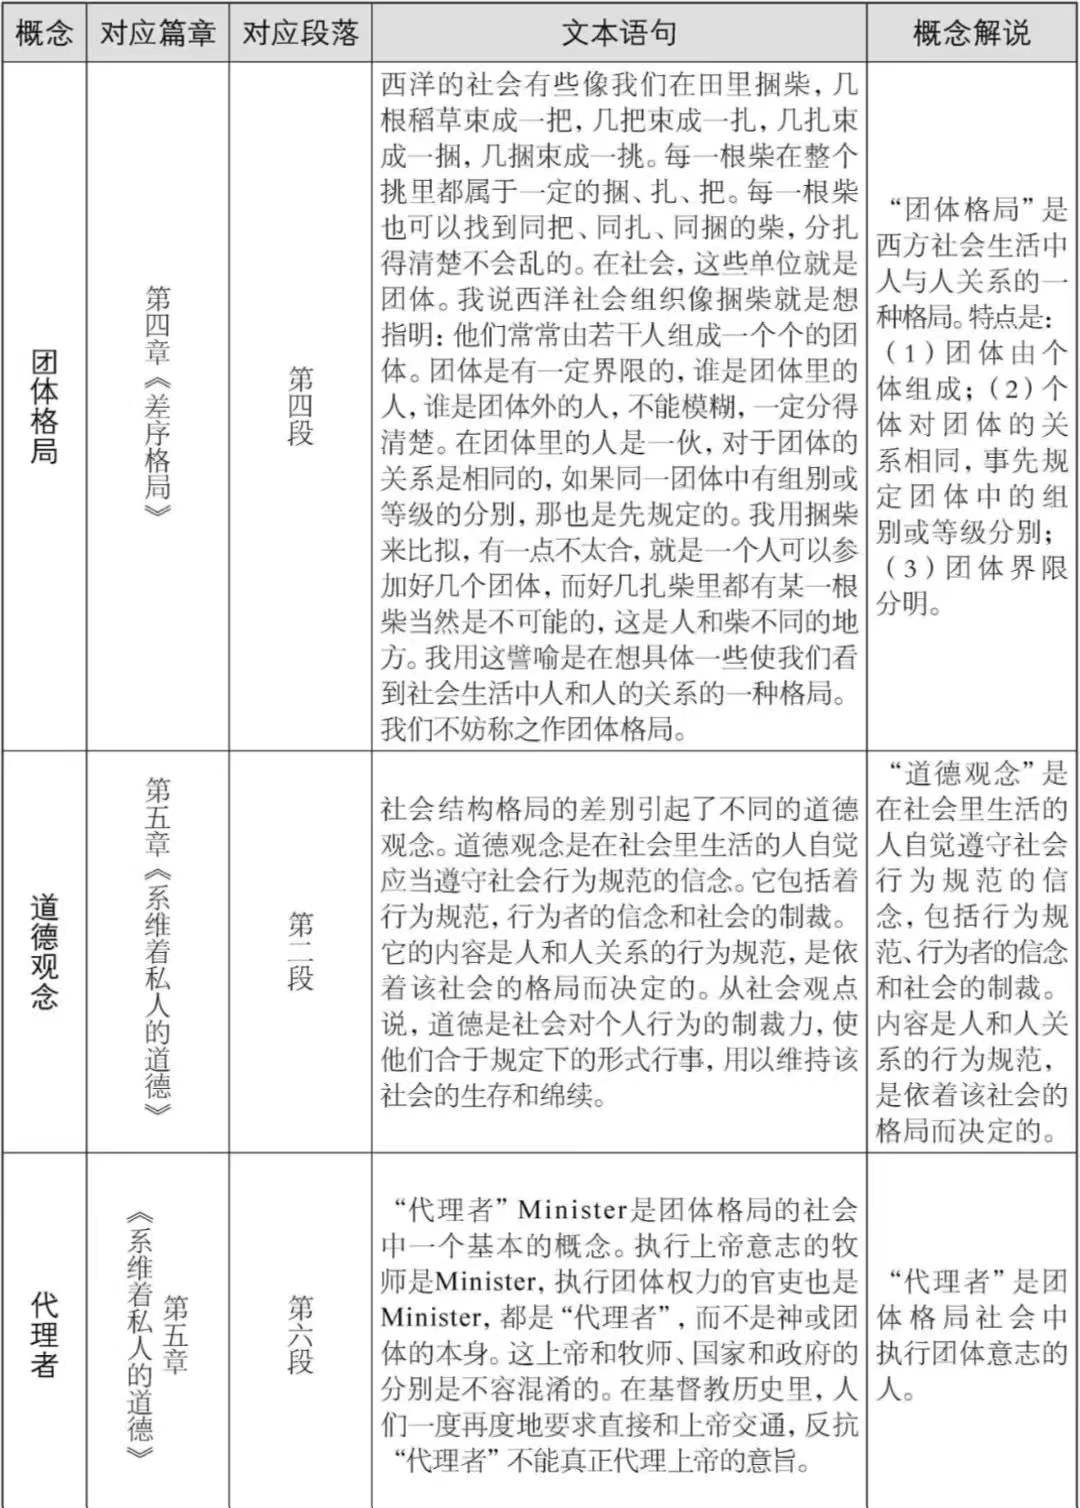 概念
对应篇章
对应段落
文本语句
概念解说
团体格局
第四章《差序格局》
第四段
西洋的社会有些像我们在田里捆柴，几
根稻草束成一把，几把束成一扎，几扎束
成一捆，几捆束成一挑。每一根柴在整个
挑里都属于一定的捆、扎、把。每一根柴
也可以找到同把、同扎、同捆的柴，分扎
得清楚不会乱的。在社会，这些单位就是
团体。我说西洋社会组织像捆柴就是想
指明：他们常常由若干人组成一个个的团
体。团体是有一定界限的，谁是团体里的
人，谁是团体外的人，不能模糊，一定分得
清楚。在团体里的人是一伙，对于团体的
关系是相同的，如果同一团体中有组别或
等级的分别，那也是先规定的。我用捆柴
来比拟，有一点不太合，就是一个人可以参
加好几个团体，而好几扎柴里都有某一根
柴当然是不可能的，这是人和柴不同的地
方。我用这譬喻是在想具体一些使我们看
到社会生活中人和人的关系的一种格局。
我们不妨称之作团体格局。
“团体格局”是
西方社会生活中
人与人关系的一
种格局。特点是：
（1）团体由个
体组成；（2）个
体对团体的关
系相同，事先规
定团体中的组
别或等级分别；
（3）团体界限
分明。
道德观念
第五章《系维着私人的道德》
第二段
社会结构格局的差别引起了不同的道德
观念。道德观念是在社会里生活的人自觉
应当遵守社会行为规范的信念。它包括着
行为规范，行为者的信念和社会的制裁。
它的内容是人和人关系的行为规范，是依
着该社会的格局而决定的。从社会观点
说，道德是社会对个人行为的制裁力，使
他们合于规定下的形式行事，用以维持该
社会的生存和绵续。
“道德观念”是
在社会里生活的
人自觉遵守社会
行为规范的信
念，包括行为规
范、行为者的信念
和社会的制裁。
内容是人和人关
系的行为规范，
是依着该社会的
格局而决定的。
代理者
第五章
《系维着私人的道德》
第六段
“代理者”Minister是团体格局的社会
中一个基本的概念。执行上帝意志的牧
师是Minister，执行团体权力的官吏也是
Minister，都是“代理者”，而不是神或团
体的本身。这上帝和牧师、国家和政府的
分别是不容混淆的。在基督教历史里，人
们一度再度地要求直接和上帝交通，反抗
“代理者”不能真正代理上帝的意旨。
“代理者”是团
体格局社会中
执行团体意志的
人。